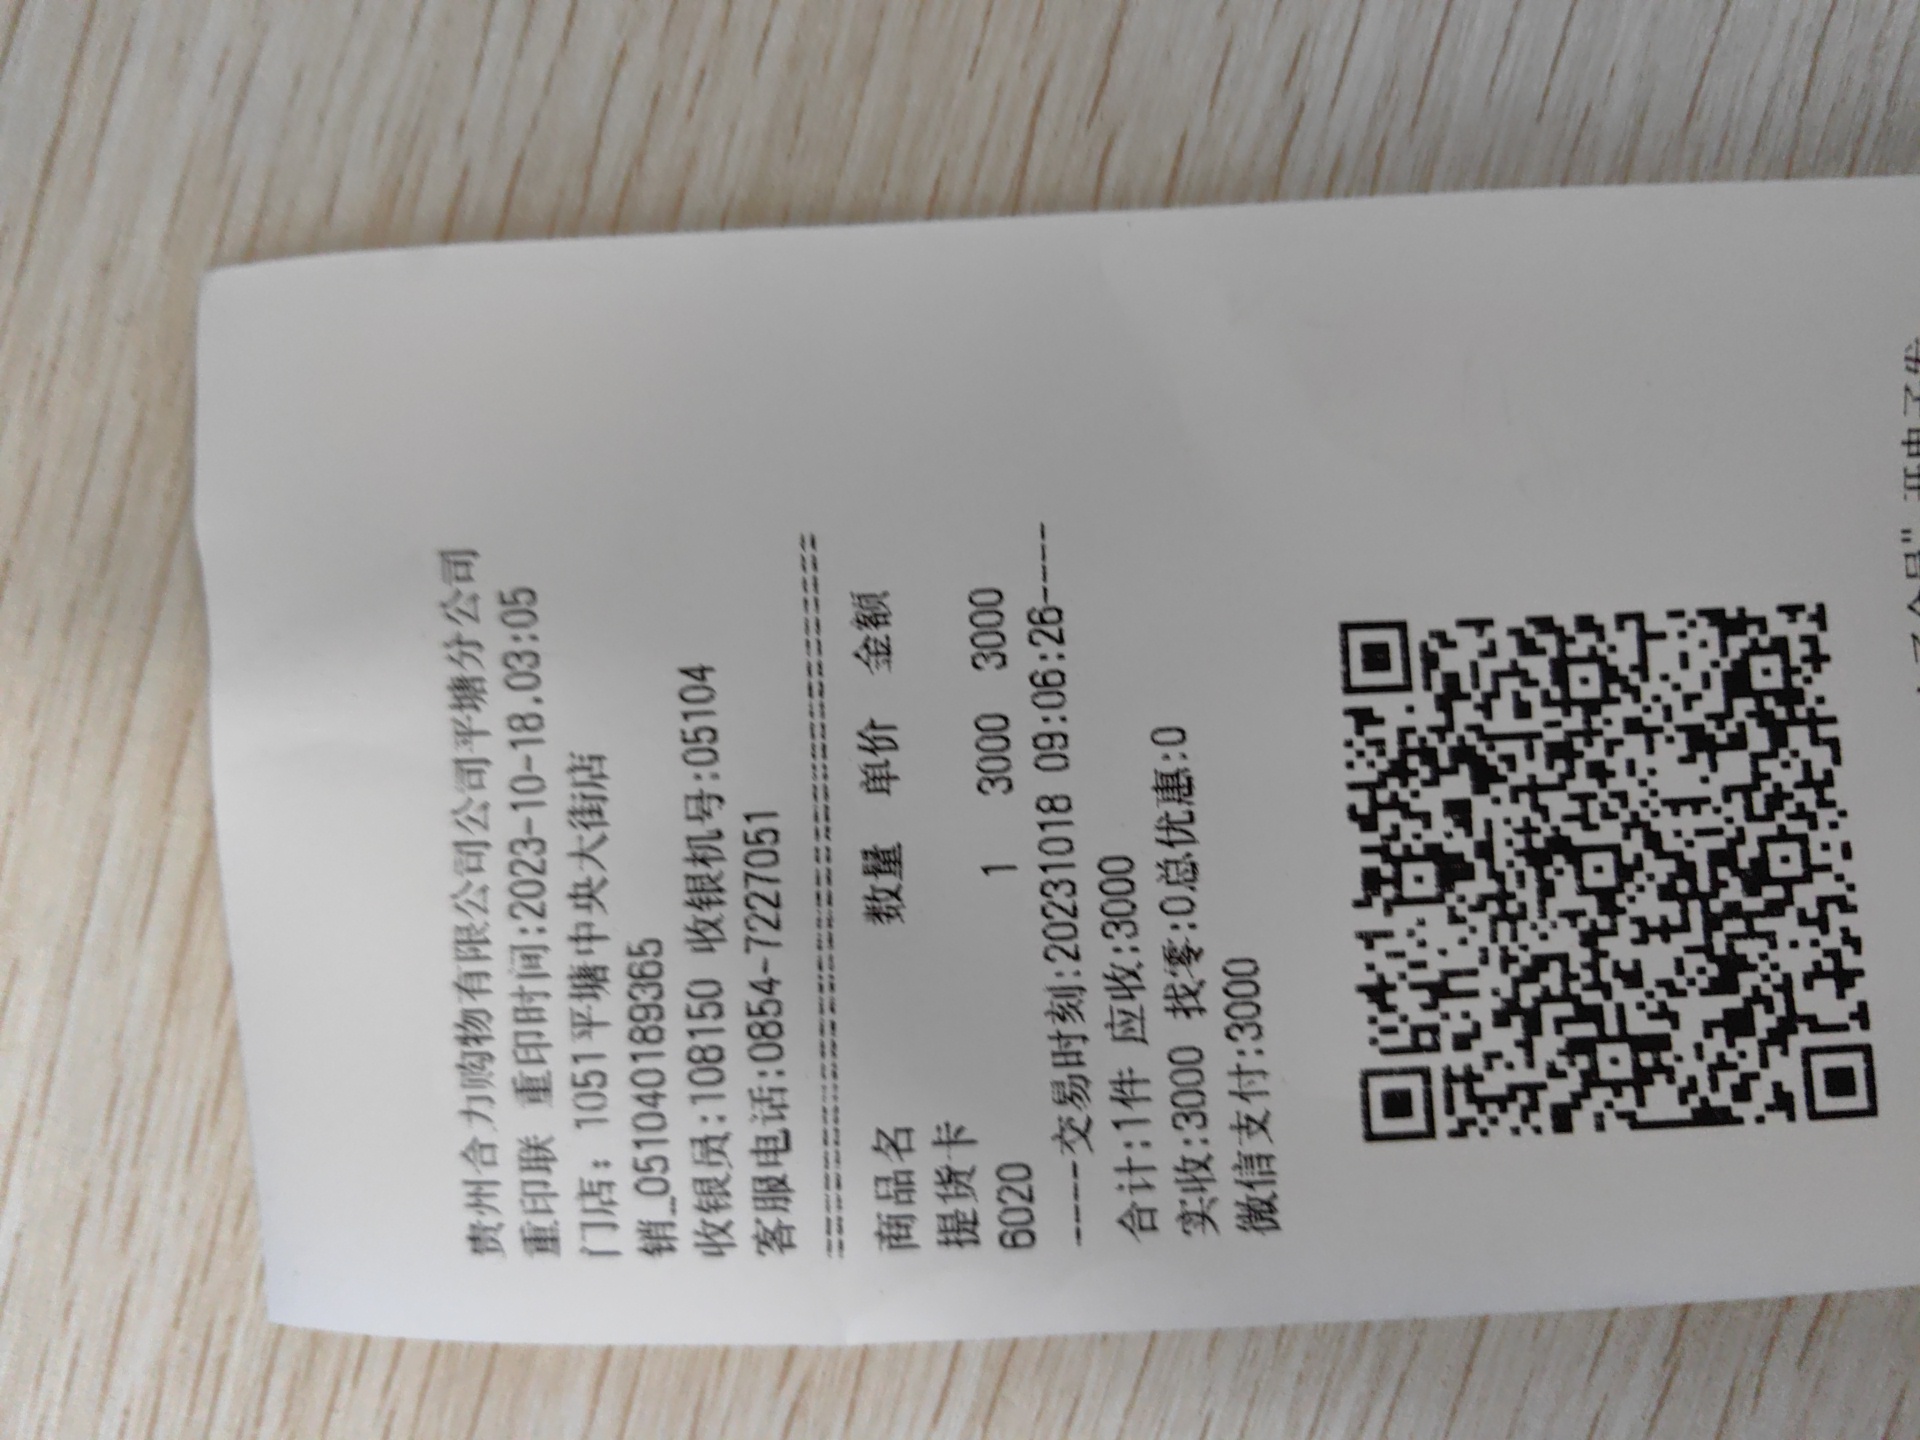 贵州合力购物有限公司公司平塘分公司
重印联 重印时间:2023-10-18.03:05
门店: 1051平塘中央大街店
销_0510401893​65
收银员:108150 收银机号:05104
客服电话:0854-7227051
================================
商品名 数量 单价 金额
提货卡
6020 1 3000 3000
-----交易时刻:20231018 09:06:26----
合计:1件 应收:3000
实收:3000 找零:0总优惠:0
微信支付:3000